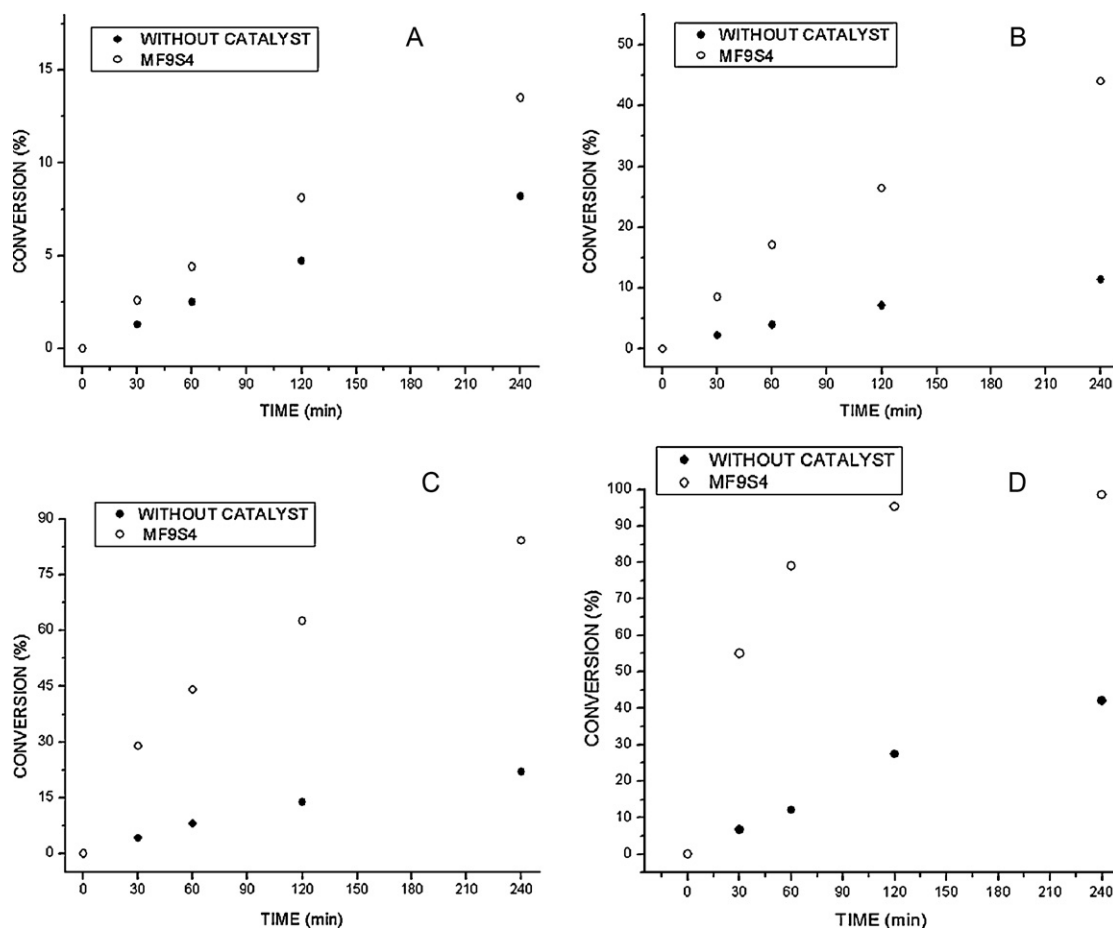 WITHOUT CATALYST
MF9S4
A
15
10
5
0
CONVERSION (%)
0 30 60 90 120 150 180 210 240
TIME (min)
WITHOUT CATALYST
MF9S4
B
50
40
30
20
10
0
CONVERSION (%)
0 30 60 90 120 150 180 210 240
TIME (min)
WITHOUT CATALYST
MF9S4
C
90
75
60
45
30
15
0
CONVERSION (%)
0 30 60 90 120 150 180 210 240
TIME (min)
WITHOUT CATALYST
MF9S4
D
100
90
80
70
60
50
40
30
20
10
0
CONVERSION (%)
0 30 60 90 120 150 180 210 240
TIME (min)